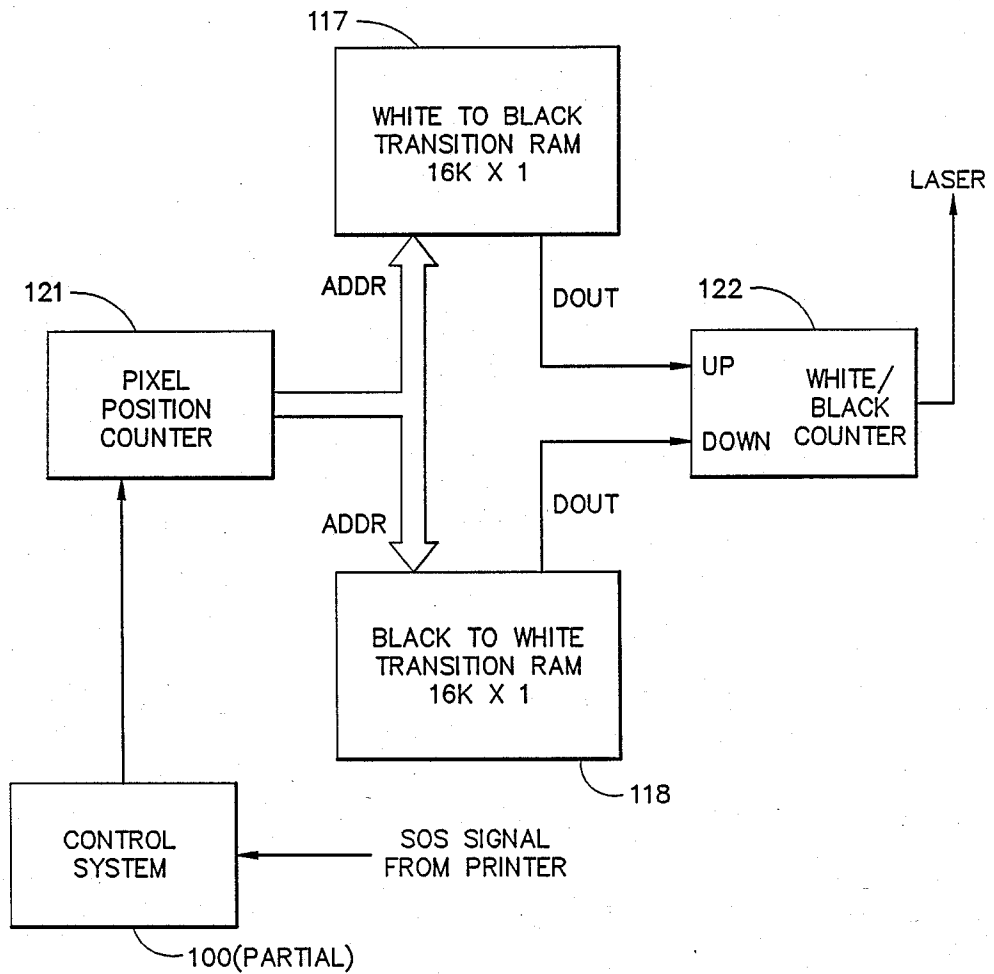 117
WHITE TO BLACK
TRANSITION RAM
16K X 1
LASER
ADDR
DOUT
121
122
PIXEL
POSITION
COUNTER
UP
WHITE/
BLACK
COUNTER
DOWN
ADDR
DOUT
BLACK TO WHITE
TRANSITION RAM
16K X 1
118
CONTROL
SYSTEM
SOS SIGNAL
FROM PRINTER
100(PARTIAL)